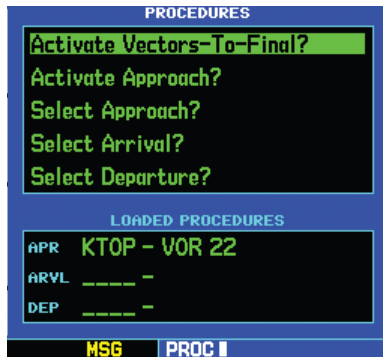 PROCEDURES
Activate Vectors-To-Final?
Activate Approach?
Select Approach?
Select Arrival?
Select Departure?
LOADED PROCEDURES
APR KTOP - VOR 22
ARVL ____ -
DEP ____ -
MSG PROC